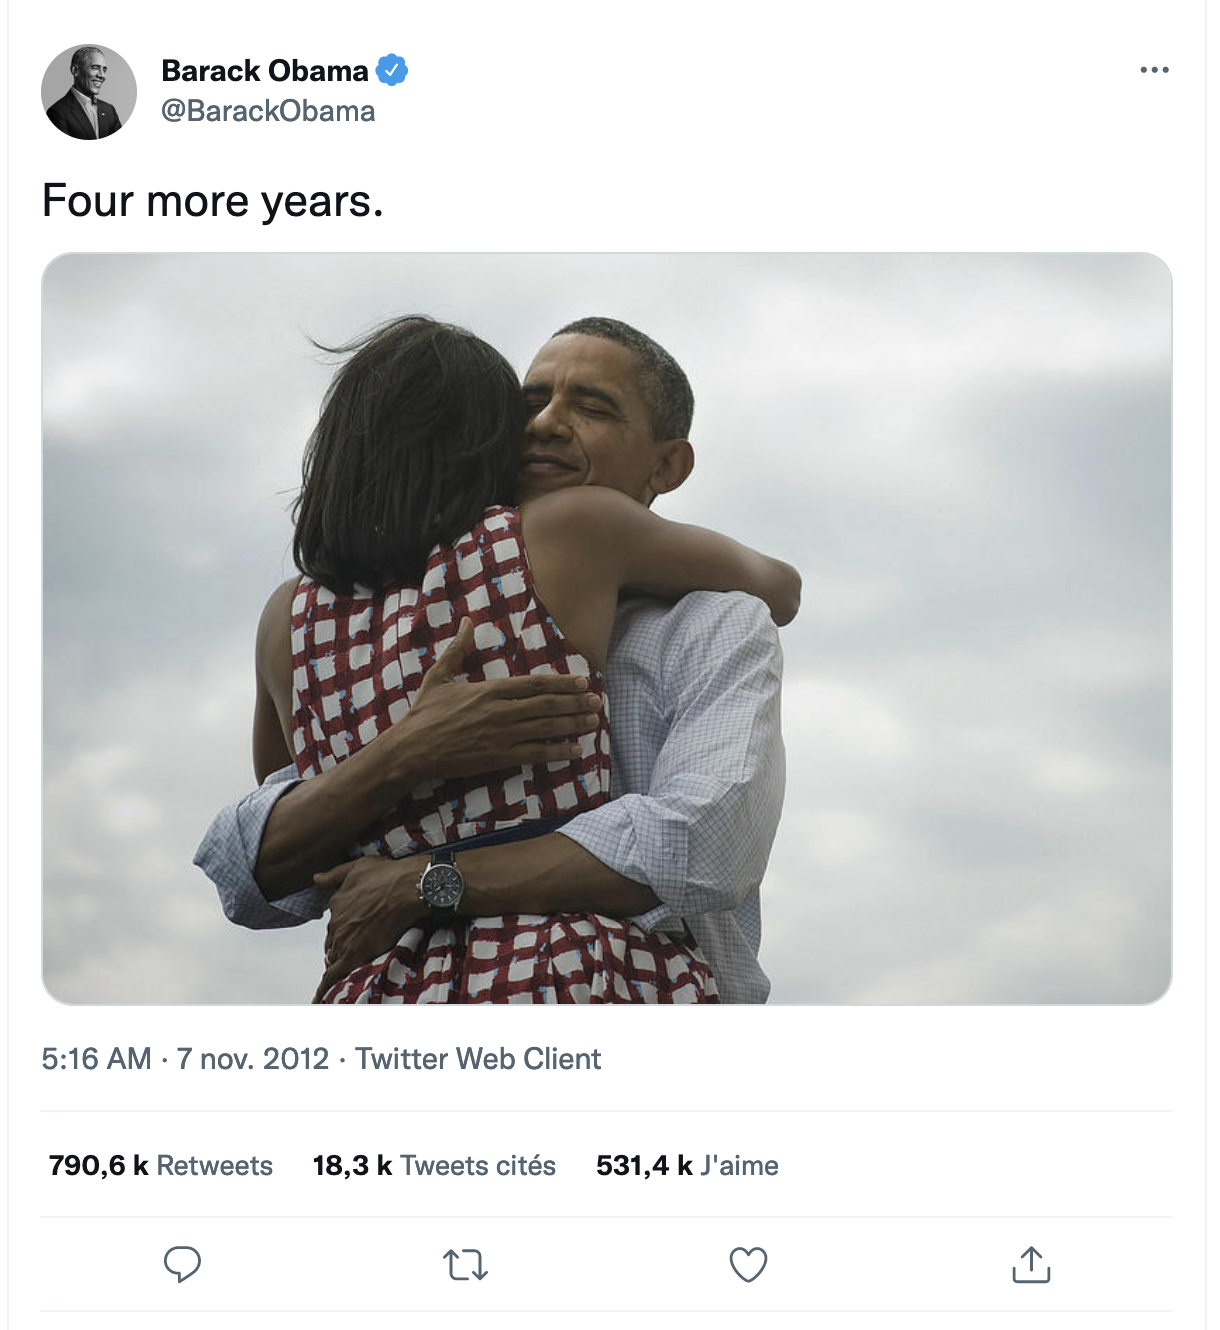 Barack Obama
@BarackObama
Four more years.
5:16 AM · 7 nov. 2012 · Twitter Web Client
790,6 k Retweets 18,3 k Tweets cités 531,4 k J'aime